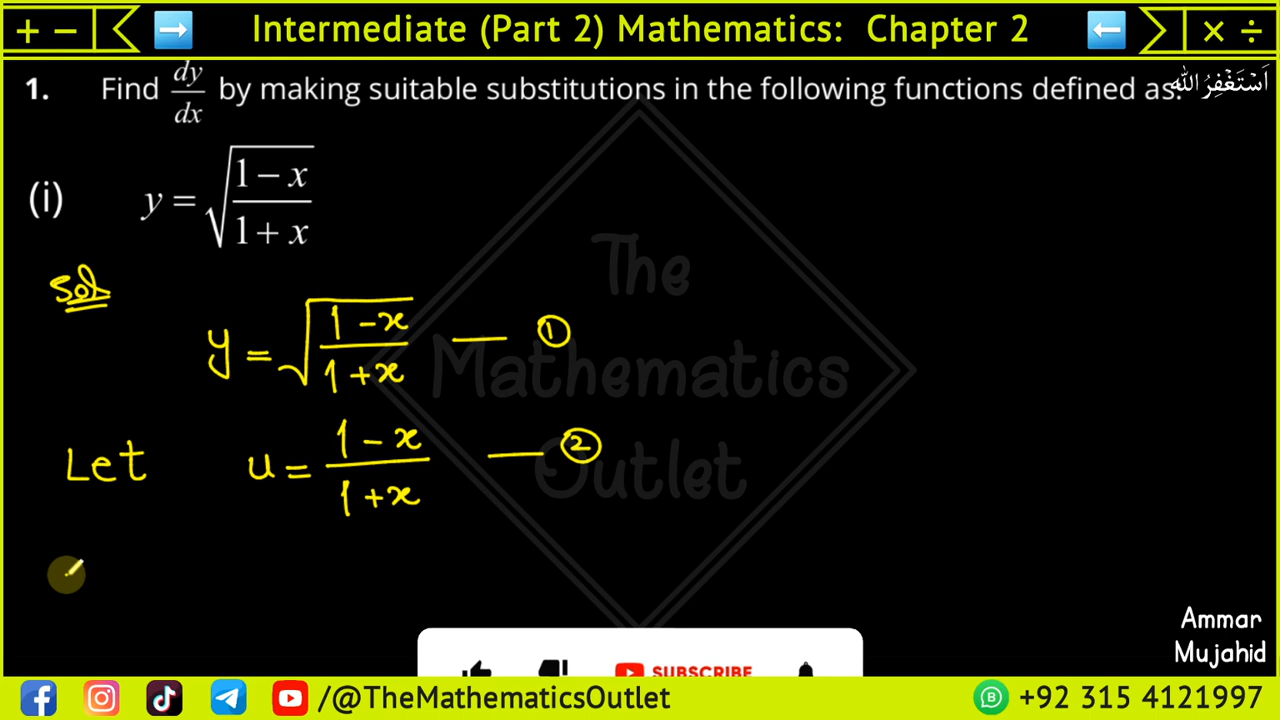 + − Intermediate (Part 2) Mathematics: Chapter 2 × ÷
1. Find dy/dx by making suitable substitutions in the following functions defined as:
اَسْتَغْفِرُ اللّٰه
(i) y = √((1 − x)/(1 + x))
Sol
y = √((1 − x)/(1 + x)) — ①
Let u = (1 − x)/(1 + x) — ②
The
Mathematics
Outlet
Ammar
Mujahid
SUBSCRIBE
/@TheMathematicsOutlet +92 315 4121997